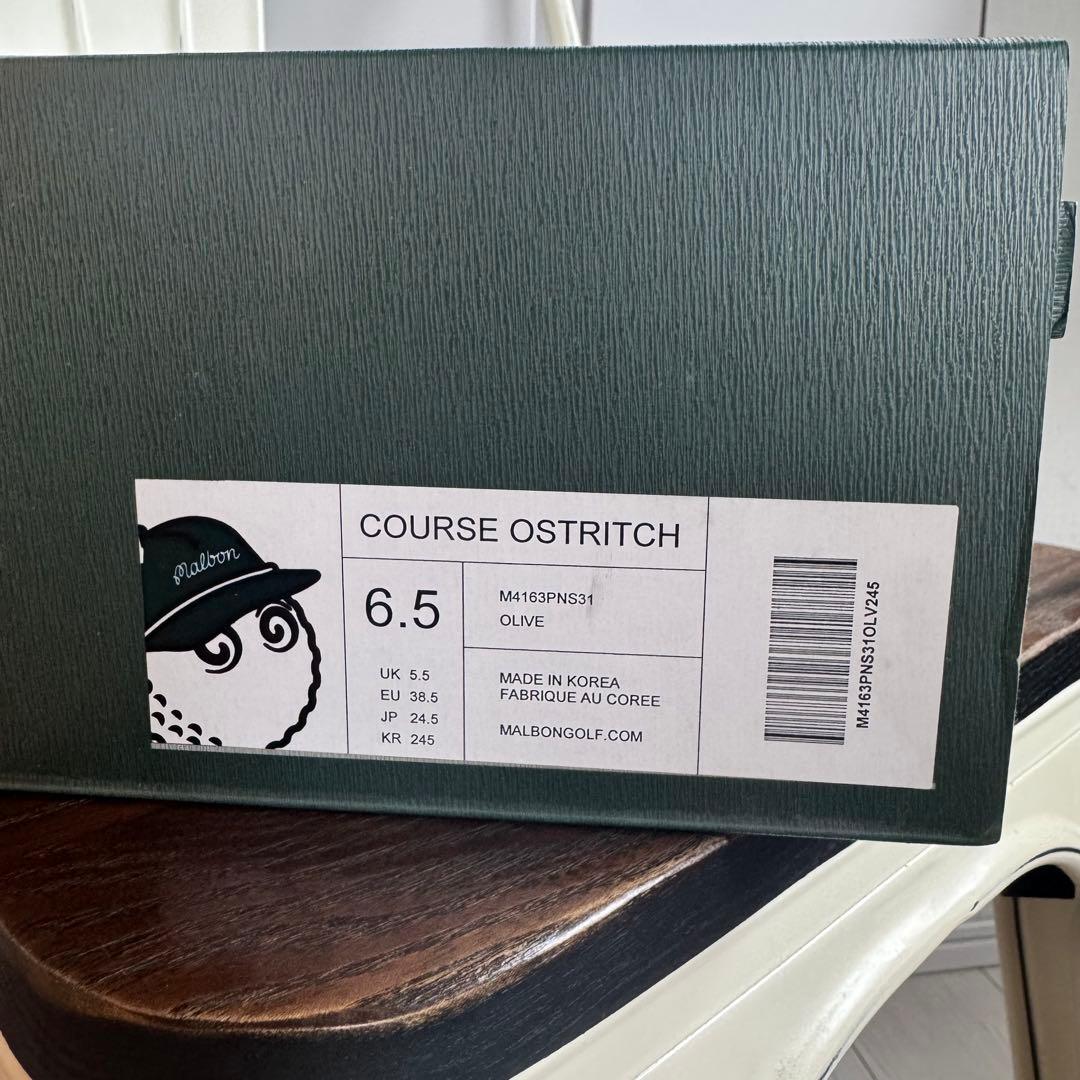 malbon
COURSE OSTRITCH
6.5
UK 5.5
EU 38.5
JP 24.5
KR 245
M4163PNS31
OLIVE
MADE IN KOREA
FABRIQUE AU COREE
MALBONGOLF.COM
M4163PNS31OLV245